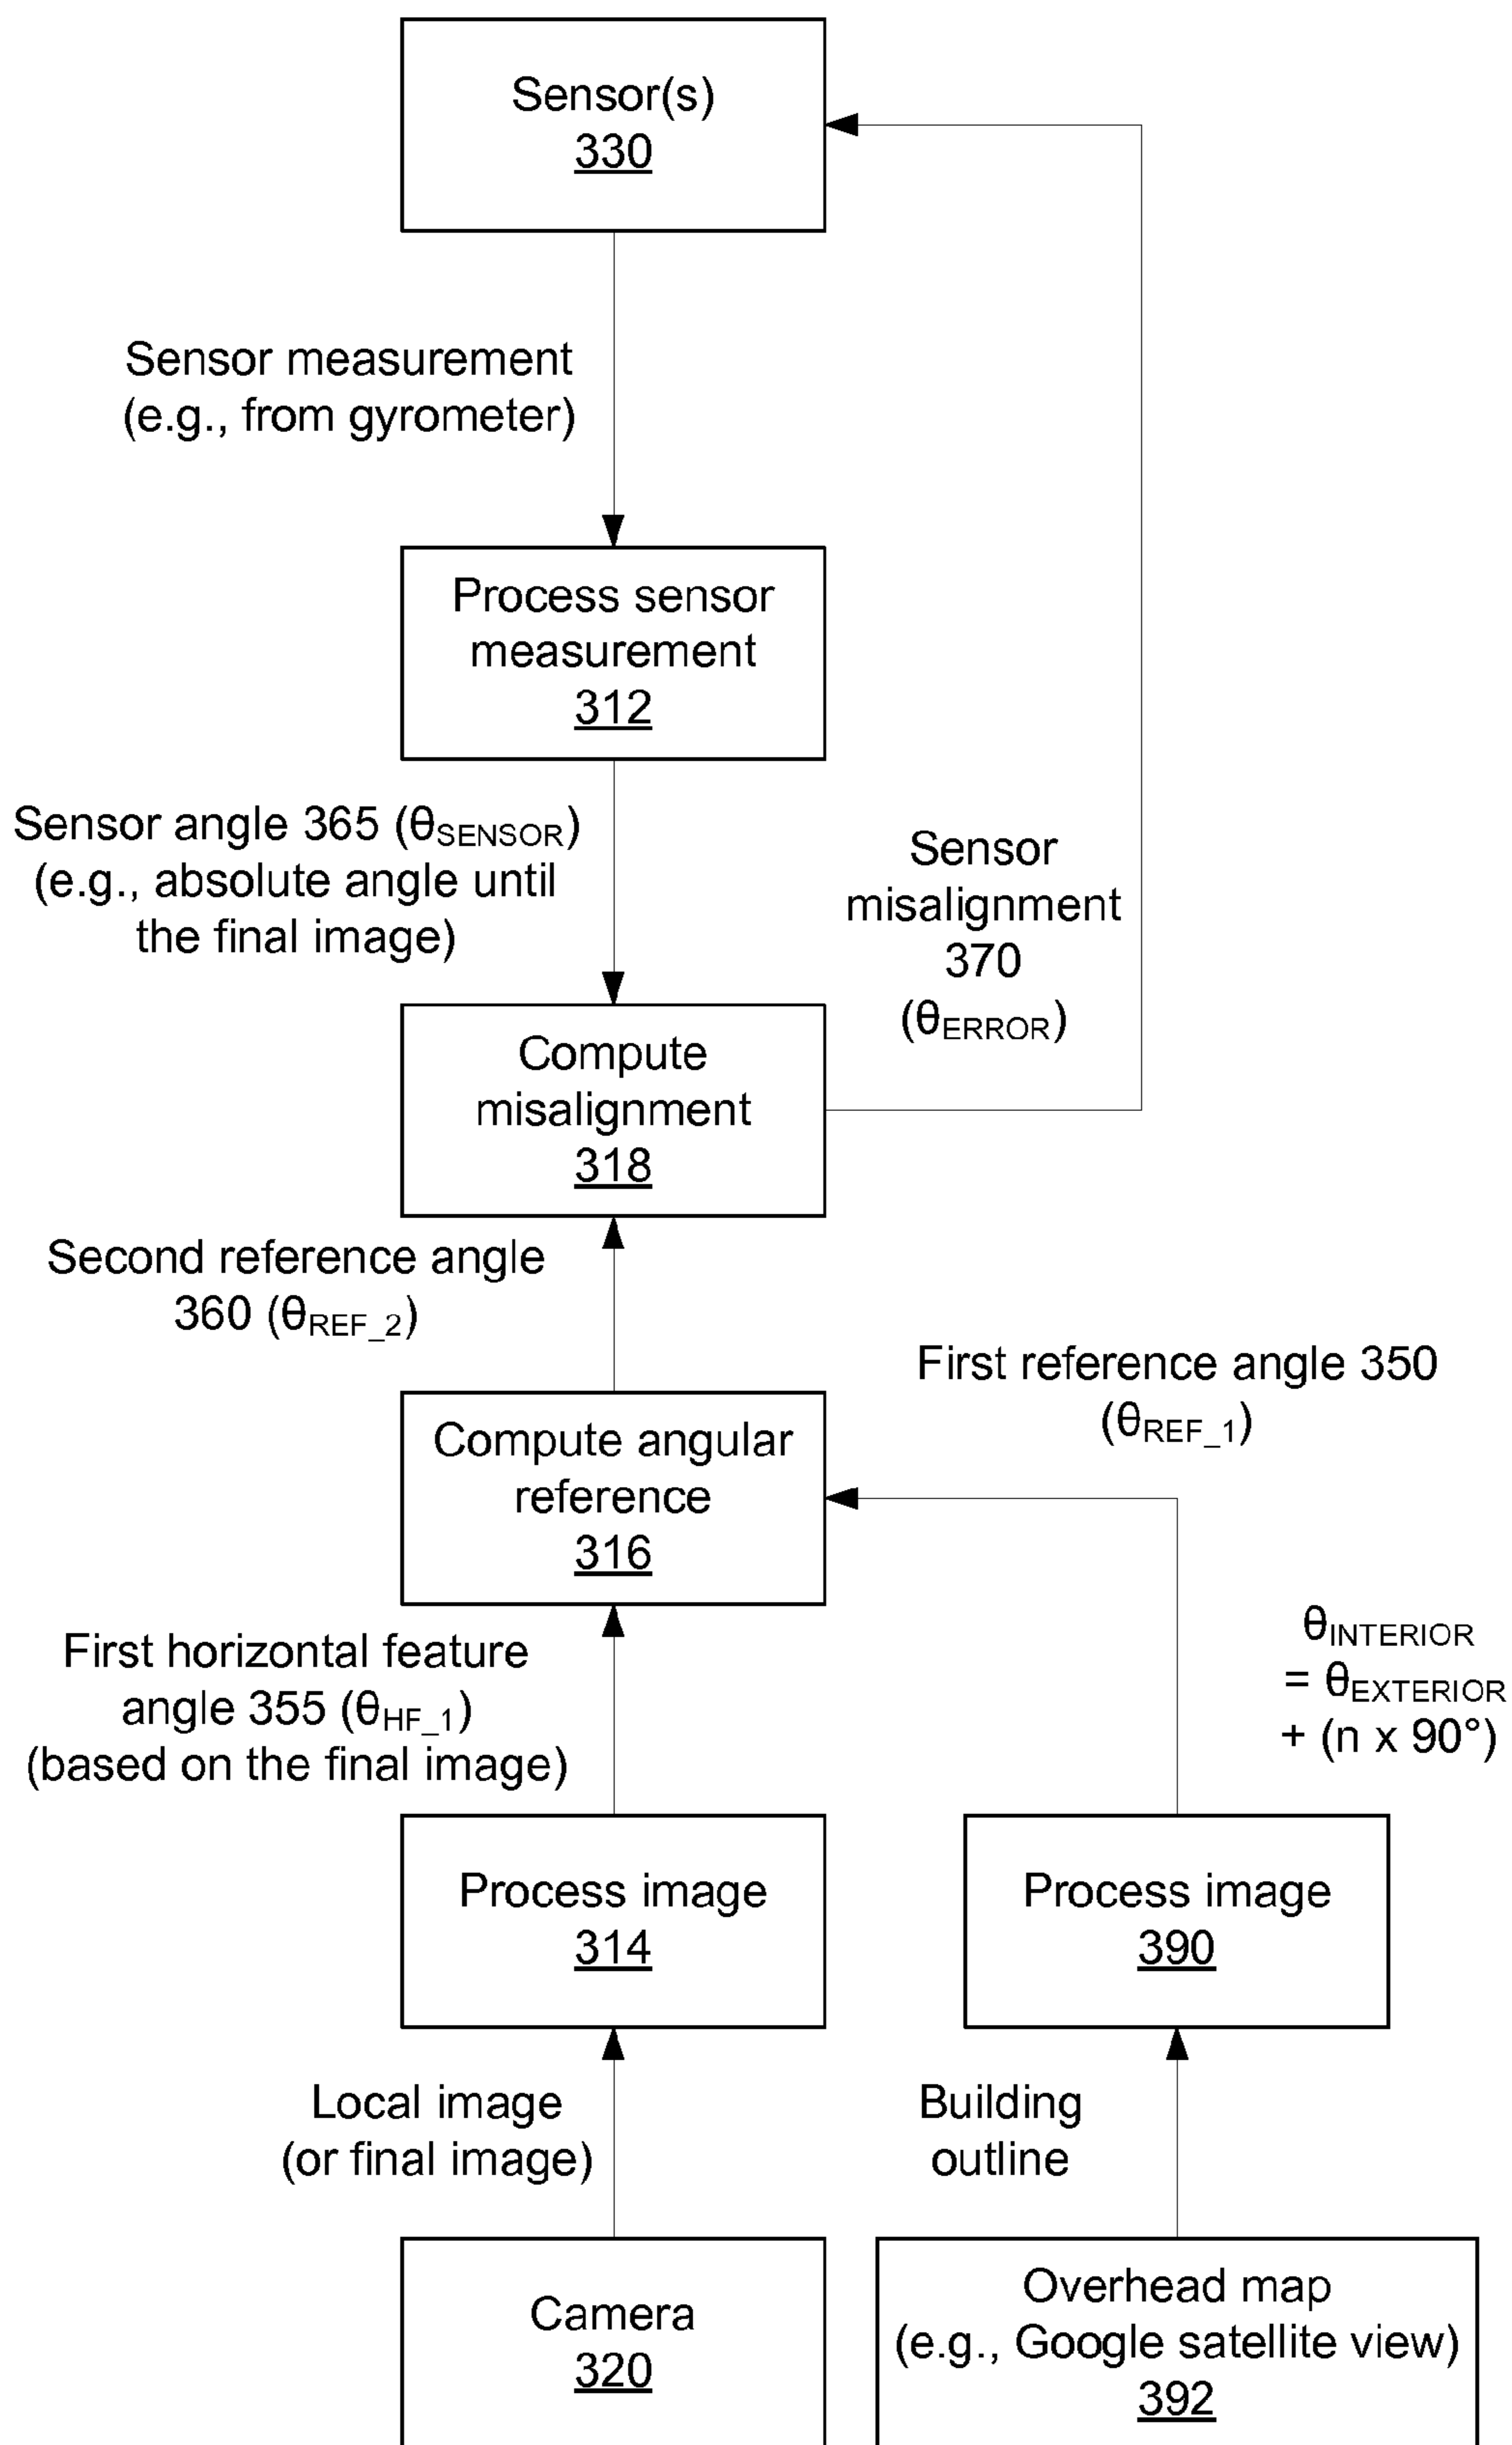 Sensor(s)
330
Sensor measurement
(e.g., from gyrometer)
Process sensor
measurement
312
Sensor angle 365 (θSENSOR)
(e.g., absolute angle until
the final image)
Sensor
misalignment
370
(θERROR)
Compute
misalignment
318
Second reference angle
360 (θREF_2)
First reference angle 350
(θREF_1)
Compute angular
reference
316
First horizontal feature
angle 355 (θHF_1)
(based on the final image)
θINTERIOR
= θEXTERIOR
+ (n x 90°)
Process image
314
Process image
390
Local image
(or final image)
Building
outline
Camera
320
Overhead map
(e.g., Google satellite view)
392